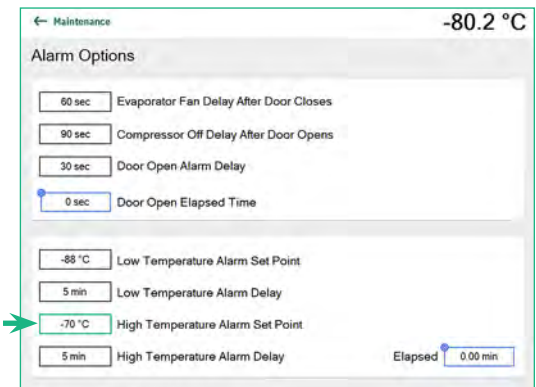 ← Maintenance -80.2 °C
Alarm Options
60 sec Evaporator Fan Delay After Door Closes
90 sec Compressor Off Delay After Door Opens
30 sec Door Open Alarm Delay
0 sec Door Open Elapsed Time
-88 °C Low Temperature Alarm Set Point
5 min Low Temperature Alarm Delay
-70 °C High Temperature Alarm Set Point
5 min High Temperature Alarm Delay Elapsed 0.00 min